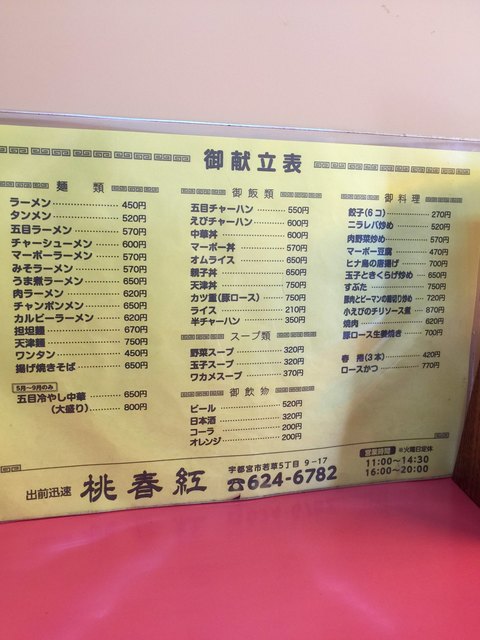 御献立表
麺 類
ラーメン 450円
タンメン 520円
五目ラーメン 570円
チャーシューメン 600円
マーボーラーメン 570円
みそラーメン 570円
うま煮ラーメン 650円
肉ラーメン 620円
チャンポンメン 650円
カルビーラーメン 620円
担坦麺 670円
天津麺 750円
ワンタン 450円
揚げ焼きそば 650円
5月〜9月のみ
五目冷やし中華 650円
(大盛り) 800円
御 飯 類
五目チャーハン 550円
えびチャーハン 600円
中華丼 600円
マーボー丼 570円
オムライス 650円
親子丼 650円
天津丼 750円
カツ重(豚ロース) 750円
ライス 210円
半チャーハン 350円
スープ類
野菜スープ 320円
玉子スープ 320円
ワカメスープ 370円
御 飲 物
ビール 520円
日本酒 320円
コーラ 200円
オレンジ 200円
御 料 理
餃子(6コ) 270円
ニラレバ炒め 520円
肉野菜炒め 570円
マーボー豆腐 470円
ヒナ鳥の唐揚げ 700円
玉子ときくらげ炒め 650円
すぶた 750円
豚肉とピーマンの細切り炒め 720円
小えびのチリソース煮 870円
焼肉 620円
豚ロース生姜焼き 700円
春 捲(3本) 420円
ロースかつ 770円
出前迅速 桃春紅
宇都宮市若草5丁目 9-17
☎624-6782
営業時間 ※火曜日定休
11:00〜14:30
16:00〜20:00